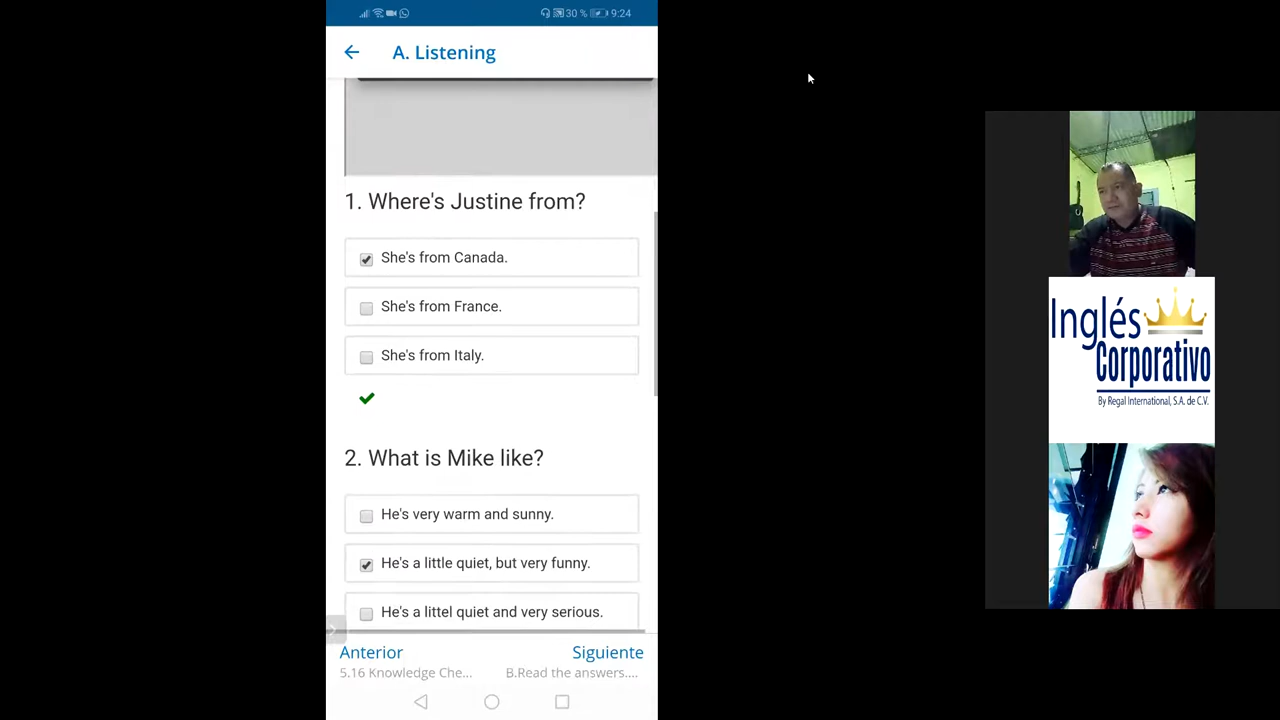 30 % 9:24
A. Listening
1. Where's Justine from?
She's from Canada.
She's from France.
She's from Italy.
2. What is Mike like?
He's very warm and sunny.
He's a little quiet, but very funny.
He's a littel quiet and very serious.
Anterior
Siguiente
5.16 Knowledge Che...
B.Read the answers....
Inglés
Corporativo
By Regal International, S.A. de C.V.